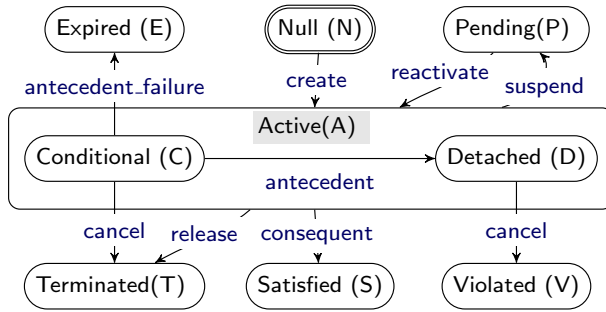 Expired (E)
Null (N)
Pending(P)
create
reactivate
antecedent_failure
suspend
Active(A)
Conditional (C)
Detached (D)
antecedent
cancel
release
consequent
cancel
Terminated(T)
Satisfied (S)
Violated (V)